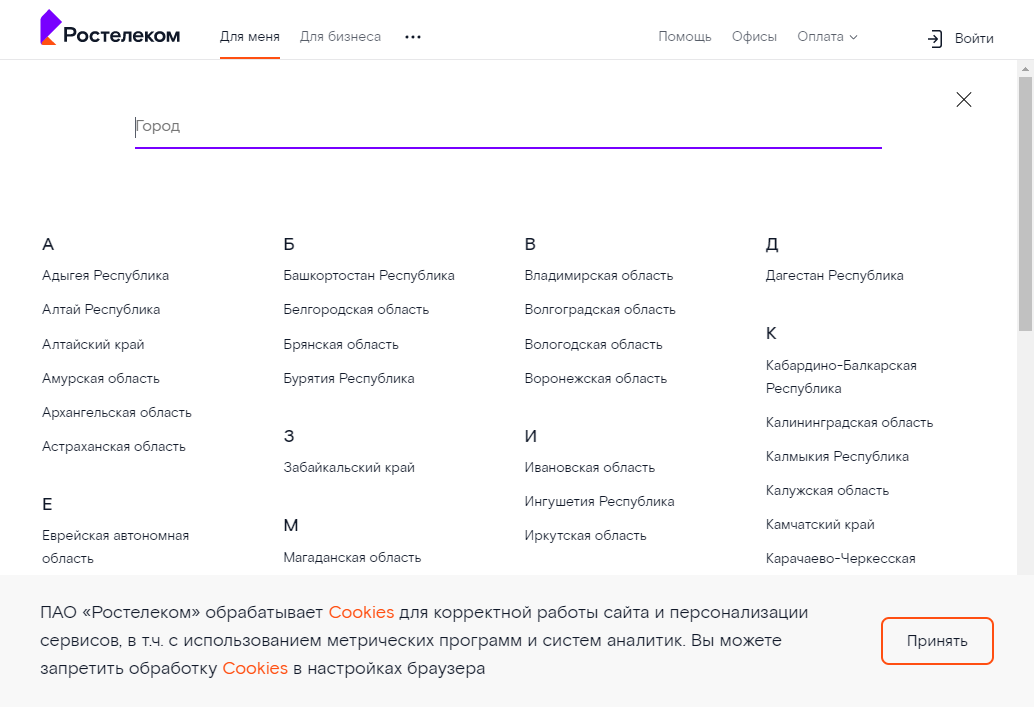 Ростелеком
Для меня
Для бизнеса
Помощь
Офисы
Оплата
Войти
Город
А
Адыгея Республика
Алтай Республика
Алтайский край
Амурская область
Архангельская область
Астраханская область
Е
Еврейская автономная
область
Б
Башкортостан Республика
Белгородская область
Брянская область
Бурятия Республика
З
Забайкальский край
М
Магаданская область
В
Владимирская область
Волгоградская область
Вологодская область
Воронежская область
И
Ивановская область
Ингушетия Республика
Иркутская область
Д
Дагестан Республика
К
Кабардино-Балкарская
Республика
Калининградская область
Калмыкия Республика
Калужская область
Камчатский край
Карачаево-Черкесская
ПАО «Ростелеком» обрабатывает Cookies для корректной работы сайта и персонализации
сервисов, в т.ч. с использованием метрических программ и систем аналитик. Вы можете
запретить обработку Cookies в настройках браузера
Принять